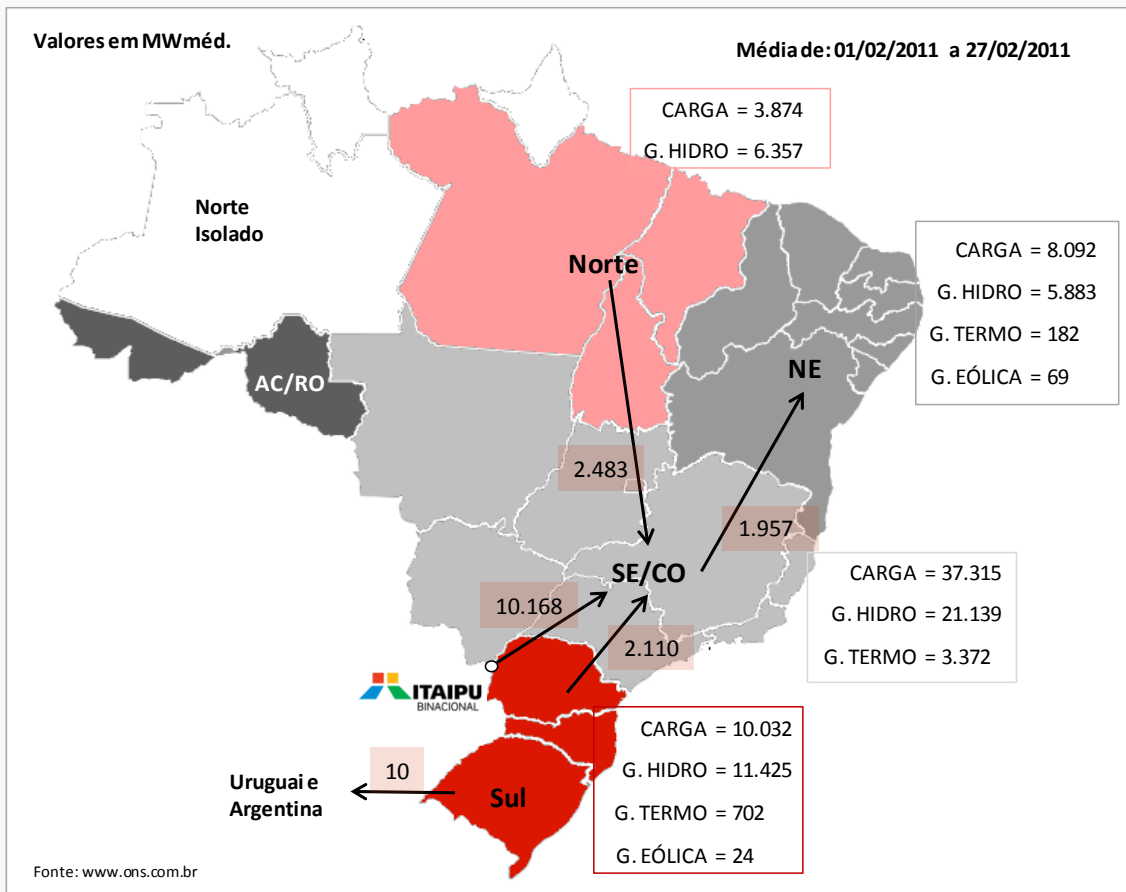 Valores em MWméd.
Média de: 01/02/2011 a 27/02/2011
CARGA = 3.874
G. HIDRO = 6.357
Norte
Isolado
Norte
CARGA = 8.092
G. HIDRO = 5.883
G. TERMO = 182
G. EÓLICA = 69
NE
AC/RO
2.483
1.957
SE/CO
CARGA = 37.315
G. HIDRO = 21.139
G. TERMO = 3.372
10.168
2.110
ITAIPU
BINACIONAL
CARGA = 10.032
G. HIDRO = 11.425
G. TERMO = 702
G. EÓLICA = 24
10
Uruguai e
Argentina
Sul
Fonte: www.ons.com.br